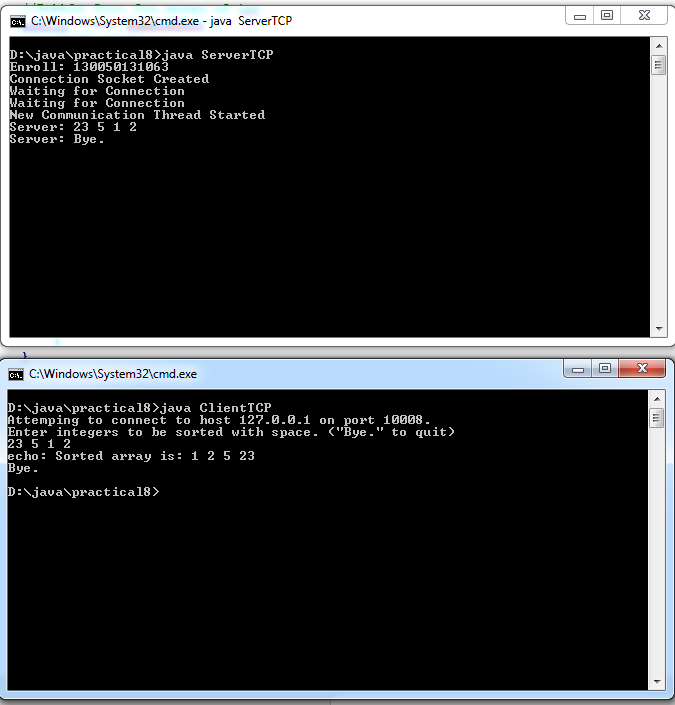 C:\Windows\System32\cmd.exe - java  ServerTCP
D:\java\practical8>java ServerTCP
Enroll: 130050131063
Connection Socket Created
Waiting for Connection
Waiting for Connection
New Communication Thread Started
Server: 23 5 1 2
Server: Bye.
}
C:\Windows\System32\cmd.exe
D:\java\practical8>java ClientTCP
Attemping to connect to host 127.0.0.1 on port 10008.
Enter integers to be sorted with space. ("Bye." to quit)
23 5 1 2
echo: Sorted array is: 1 2 5 23
Bye.
D:\java\practical8>